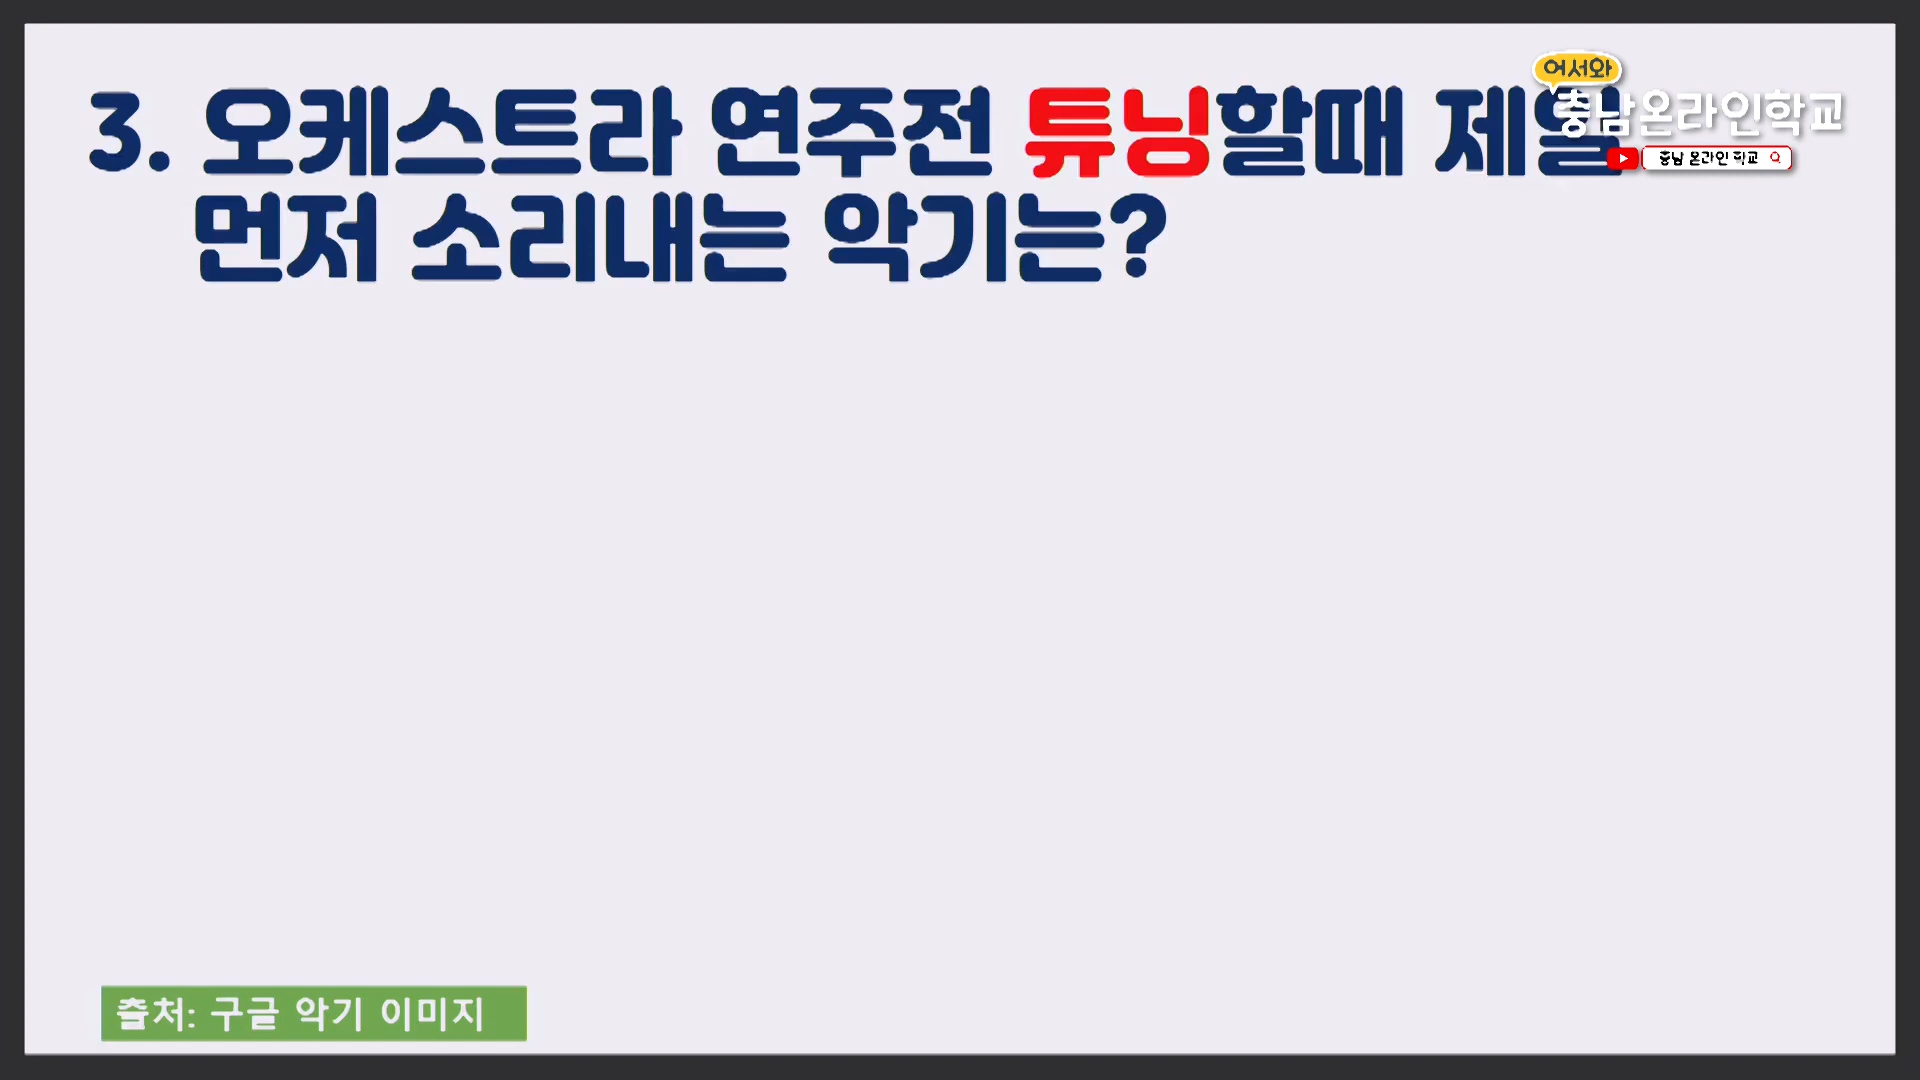 어서와
3. 오케스트라 연주전 튜닝할때 제일
충남온라인학교
충남 온라인 학교
먼저 소리내는 악기는?
출처: 구글 악기 이미지